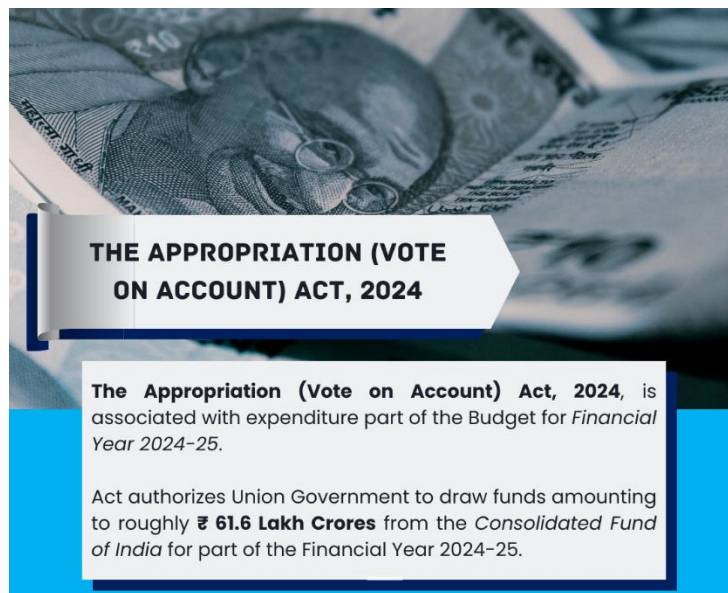 THE APPROPRIATION (VOTE
ON ACCOUNT) ACT, 2024
The Appropriation (Vote on Account) Act, 2024, is
associated with expenditure part of the Budget for Financial
Year 2024-25.
Act authorizes Union Government to draw funds amounting
to roughly ₹ 61.6 Lakh Crores from the Consolidated Fund
of India for part of the Financial Year 2024-25.